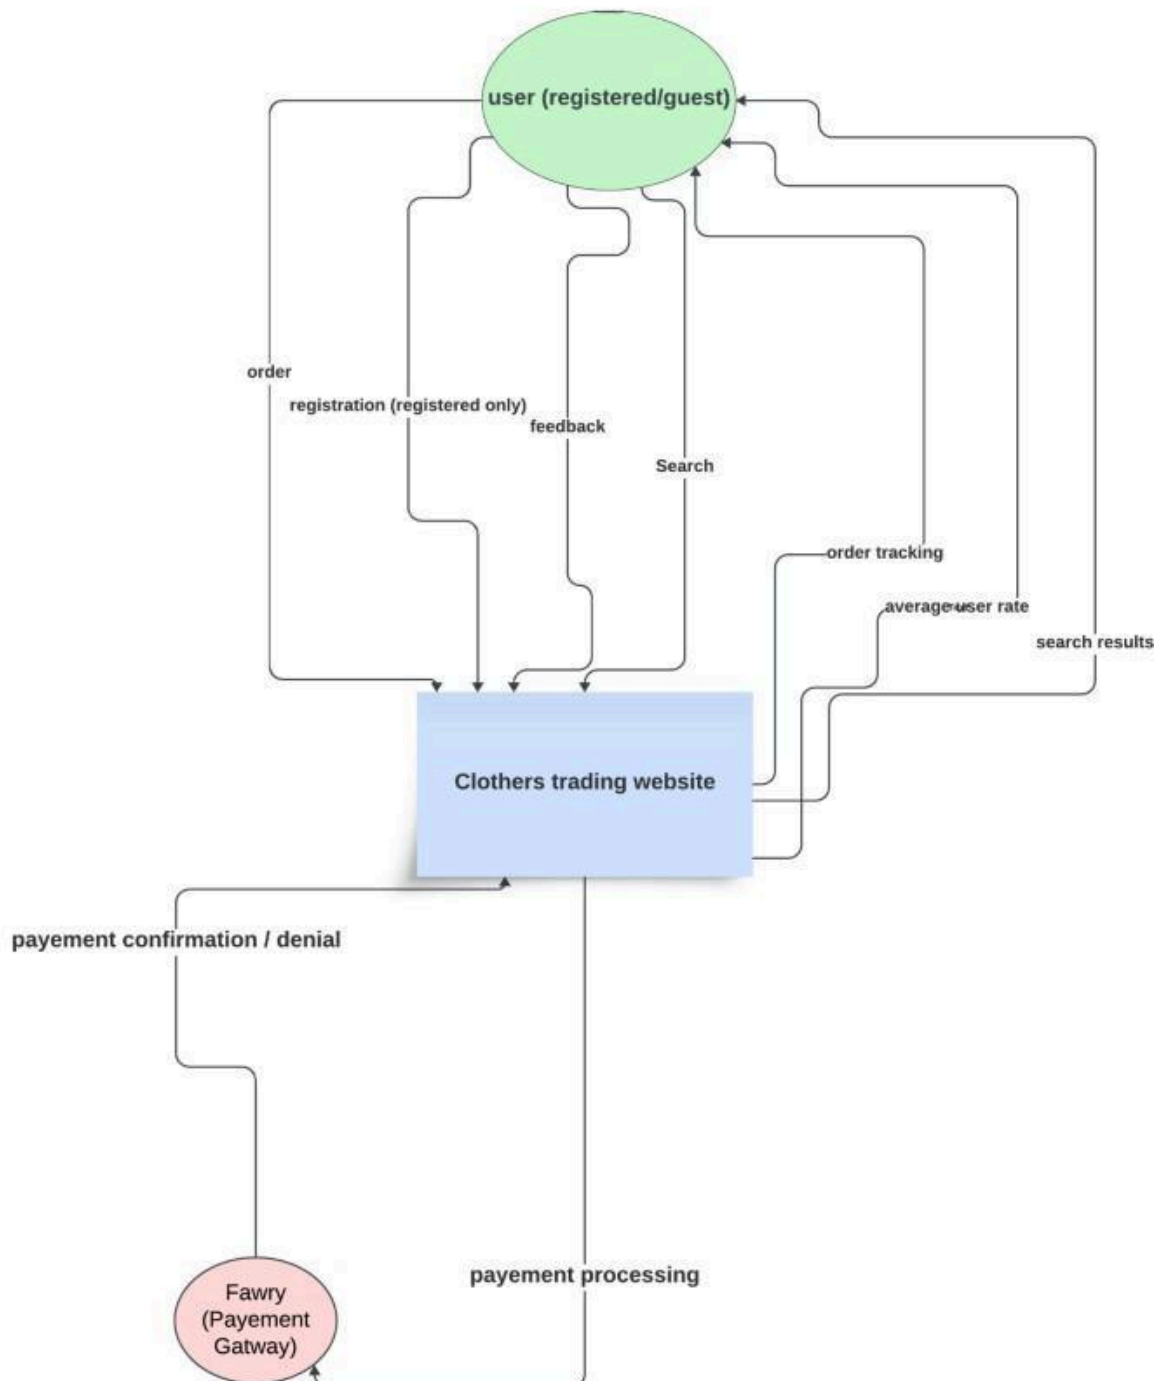 user (registered/guest)
order
registration (registered only)
feedback
Search
order tracking
average user rate
search results
Clothers trading website
payement confirmation / denial
payement processing
Fawry
(Payement
Gatway)